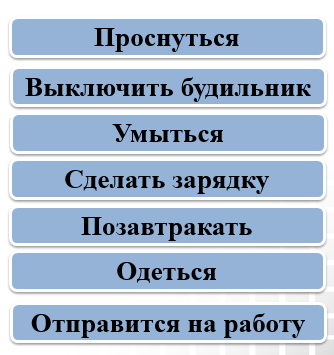 Проснуться
Выключить будильник
Умыться
Сделать зарядку
Позавтракать
Одеться
Отправится на работу